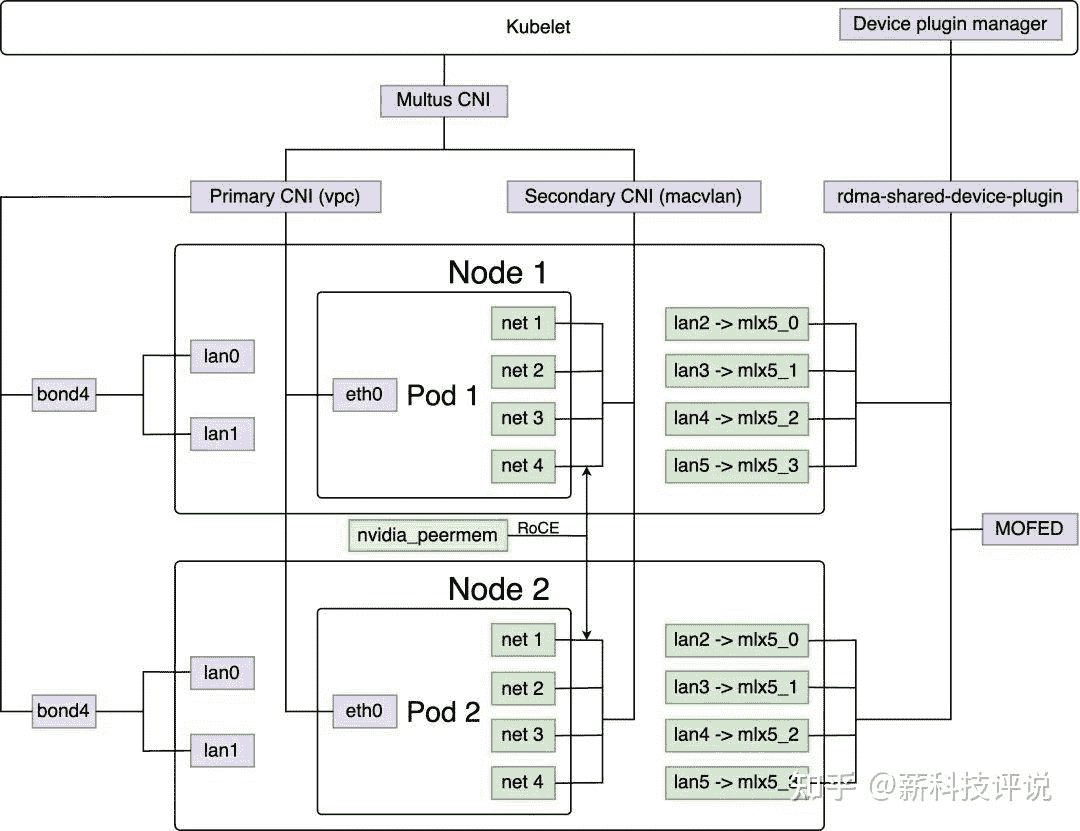 Kubelet
Device plugin manager
Multus CNI
Primary CNI (vpc)
Secondary CNI (macvlan)
rdma-shared-device-plugin
Node 1
net 1
lan2 -> mlx5_0
lan0
net 2
lan3 -> mlx5_1
bond4
eth0
Pod 1
net 3
lan4 -> mlx5_2
lan1
net 4
lan5 -> mlx5_3
nvidia_peermem
RoCE
MOFED
Node 2
net 1
lan2 -> mlx5_0
lan0
net 2
lan3 -> mlx5_1
bond4
eth0
Pod 2
net 3
lan4 -> mlx5_2
lan1
net 4
lan5 -> mlx5_3
知乎 @薪科技评说